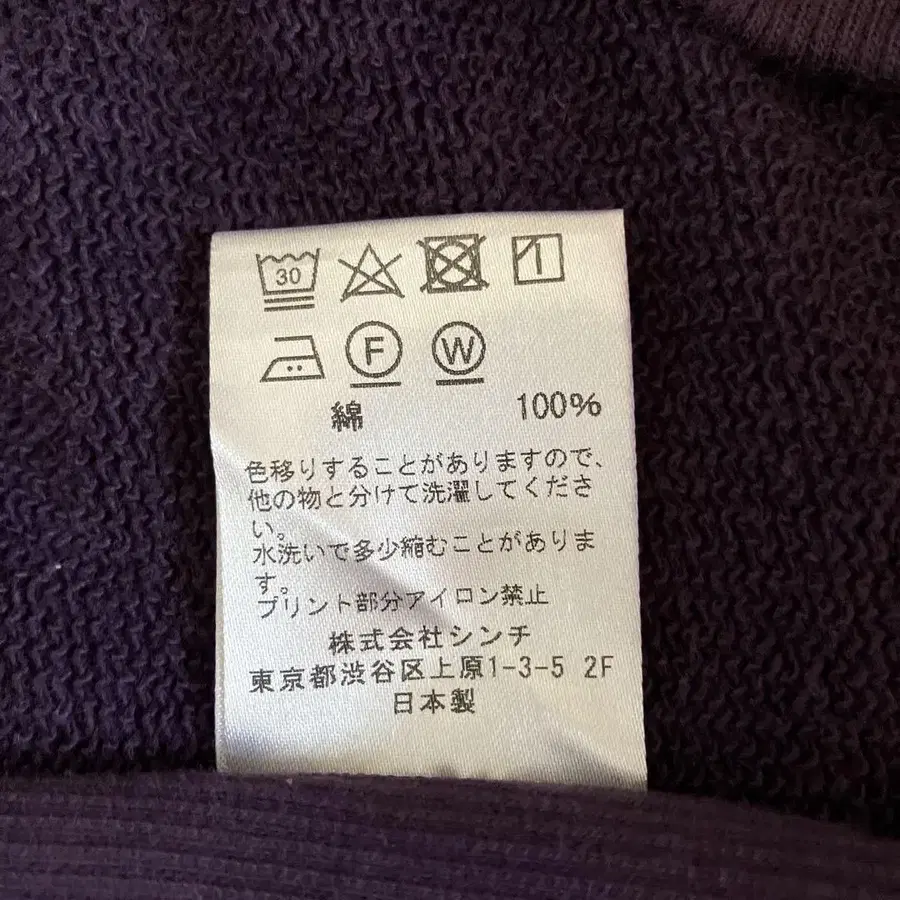 30
F W
綿 100%
色移りすることがありますので、
他の物と分けて洗濯してくださ
い。
水洗いで多少縮むことがありま
す。
プリント部分アイロン禁止
株式会社シンチ
東京都渋谷区上原1-3-5 2F
日本製